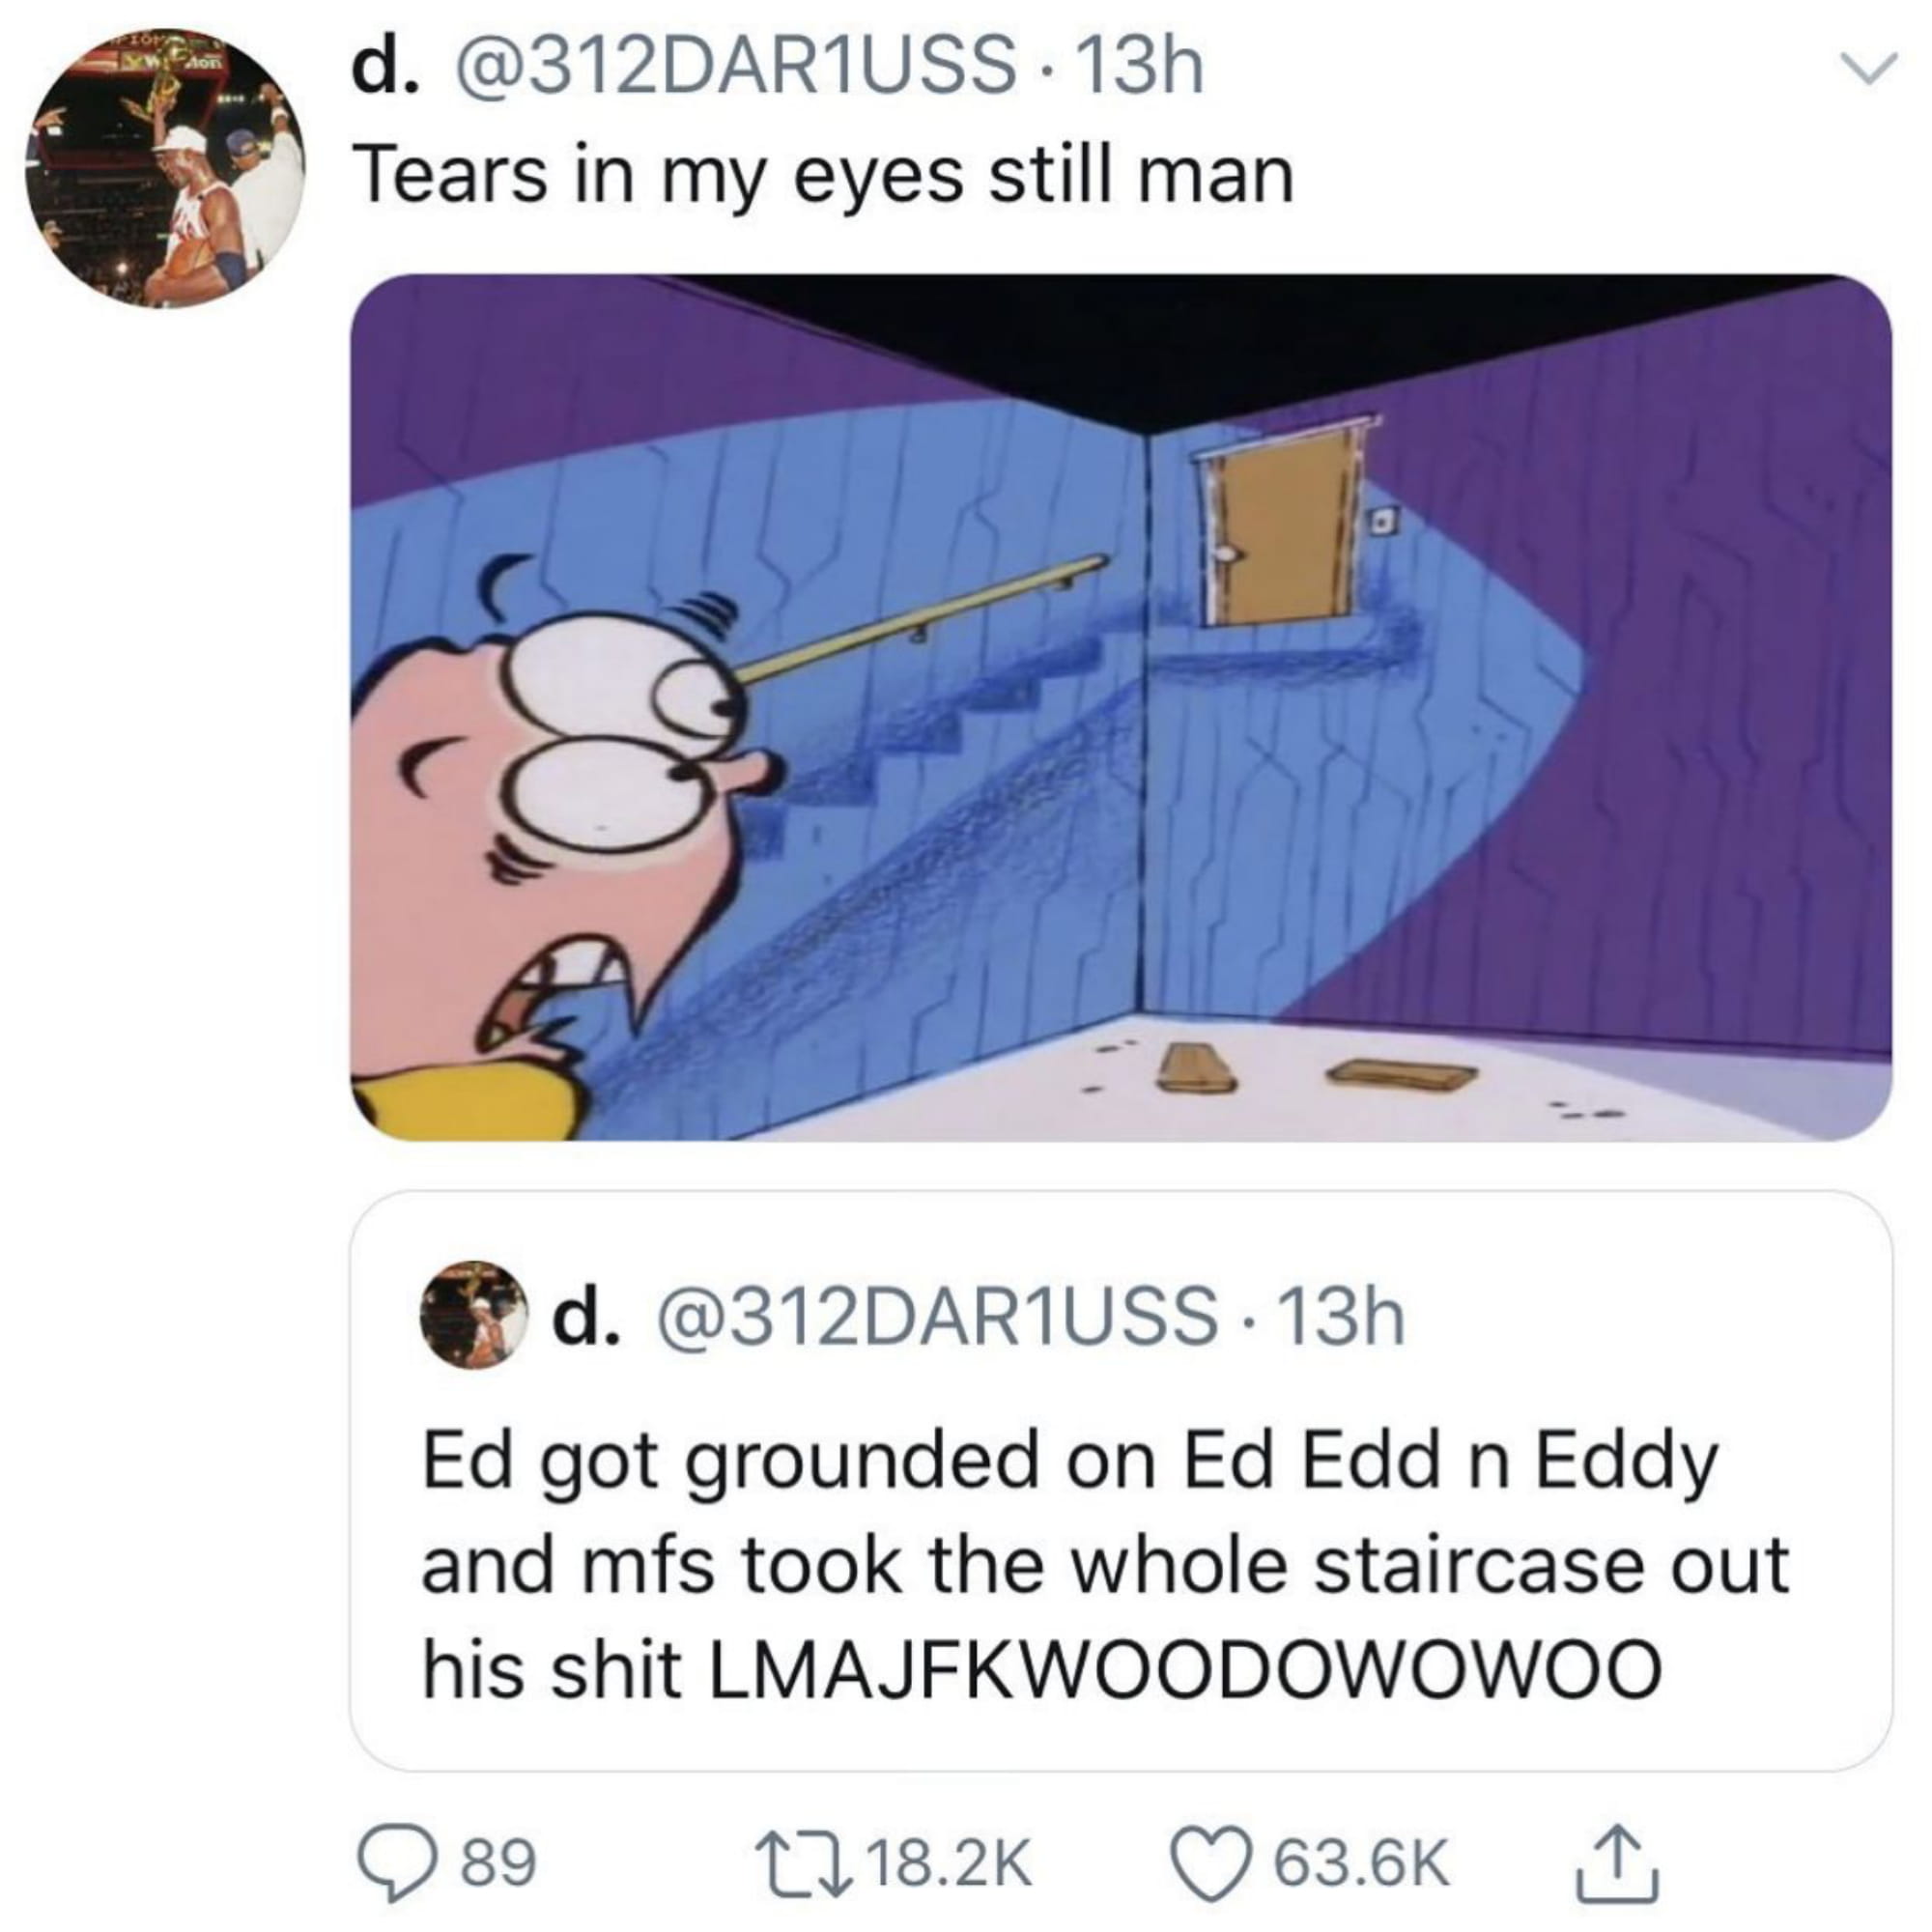 d. @312DAR1USS · 13h
Tears in my eyes still man
d. @312DAR1USS · 13h
Ed got grounded on Ed Edd n Eddy
and mfs took the whole staircase out
his shit LMAJFKWOODOWOWOO
89 18.2K 63.6K